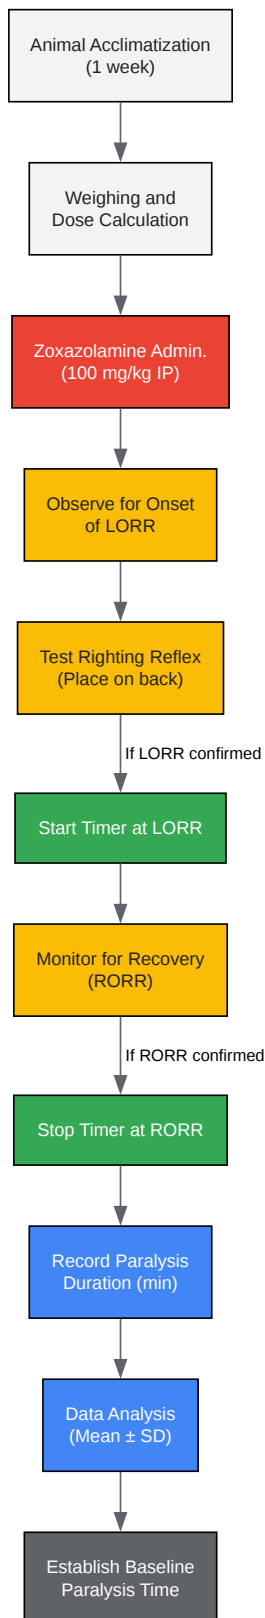 Animal Acclimatization
(1 week)
Weighing and
Dose Calculation
Zoxazolamine Admin.
(100 mg/kg IP)
Observe for Onset
of LORR
Test Righting Reflex
(Place on back)
If LORR confirmed
Start Timer at LORR
Monitor for Recovery
(RORR)
If RORR confirmed
Stop Timer at RORR
Record Paralysis
Duration (min)
Data Analysis
(Mean ± SD)
Establish Baseline
Paralysis Time